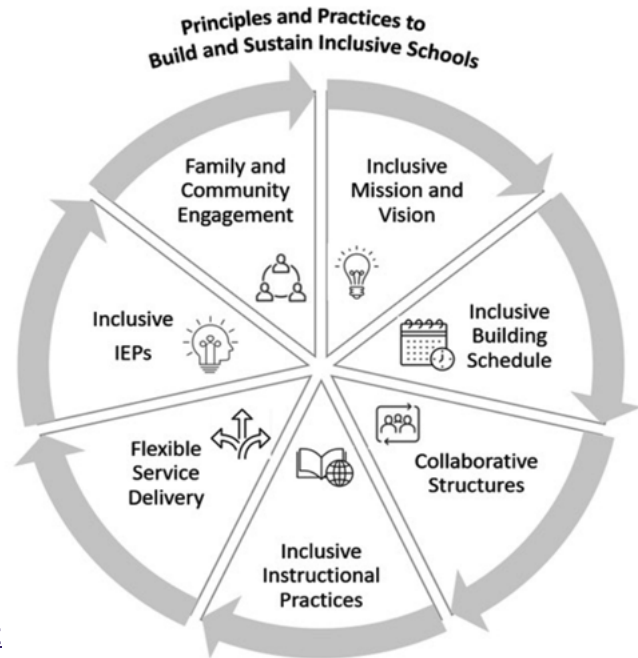 Principles and Practices to
Build and Sustain Inclusive Schools
Family and
Community
Engagement
Inclusive
Mission and
Vision
Inclusive
Building
Schedule
Collaborative
Structures
Inclusive
Instructional
Practices
Flexible
Service
Delivery
Inclusive
IEPs